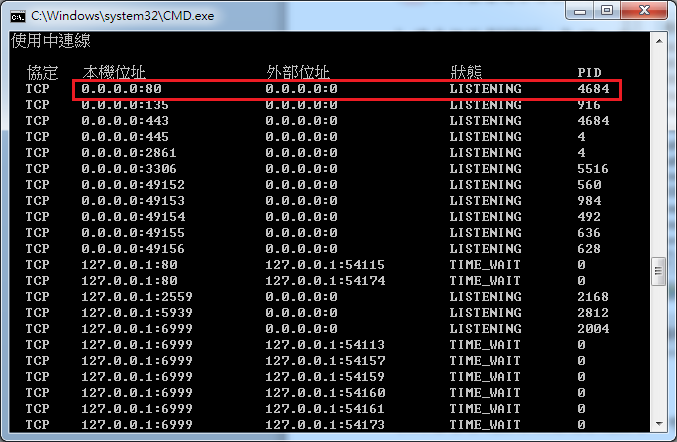 C:\Windows\system32\CMD.exe
使用中連線
協定 本機位址 外部位址 狀態 PID
TCP 0.0.0.0:80 0.0.0.0:0 LISTENING 4684
TCP 0.0.0.0:135 0.0.0.0:0 LISTENING 916
TCP 0.0.0.0:443 0.0.0.0:0 LISTENING 4684
TCP 0.0.0.0:445 0.0.0.0:0 LISTENING 4
TCP 0.0.0.0:2861 0.0.0.0:0 LISTENING 4
TCP 0.0.0.0:3306 0.0.0.0:0 LISTENING 5516
TCP 0.0.0.0:49152 0.0.0.0:0 LISTENING 560
TCP 0.0.0.0:49153 0.0.0.0:0 LISTENING 984
TCP 0.0.0.0:49154 0.0.0.0:0 LISTENING 492
TCP 0.0.0.0:49155 0.0.0.0:0 LISTENING 636
TCP 0.0.0.0:49156 0.0.0.0:0 LISTENING 628
TCP 127.0.0.1:80 127.0.0.1:54115 TIME_WAIT 0
TCP 127.0.0.1:80 127.0.0.1:54174 TIME_WAIT 0
TCP 127.0.0.1:2559 0.0.0.0:0 LISTENING 2168
TCP 127.0.0.1:5939 0.0.0.0:0 LISTENING 2812
TCP 127.0.0.1:6999 0.0.0.0:0 LISTENING 2004
TCP 127.0.0.1:6999 127.0.0.1:54113 TIME_WAIT 0
TCP 127.0.0.1:6999 127.0.0.1:54157 TIME_WAIT 0
TCP 127.0.0.1:6999 127.0.0.1:54159 TIME_WAIT 0
TCP 127.0.0.1:6999 127.0.0.1:54160 TIME_WAIT 0
TCP 127.0.0.1:6999 127.0.0.1:54161 TIME_WAIT 0
TCP 127.0.0.1:6999 127.0.0.1:54173 TIME_WAIT 0